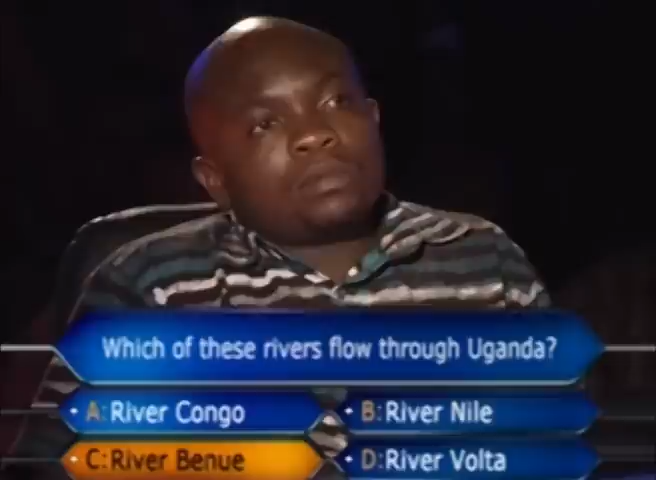 Which of these rivers flow through Uganda?
A: River Congo
B: River Nile
C: River Benue
D: River Volta